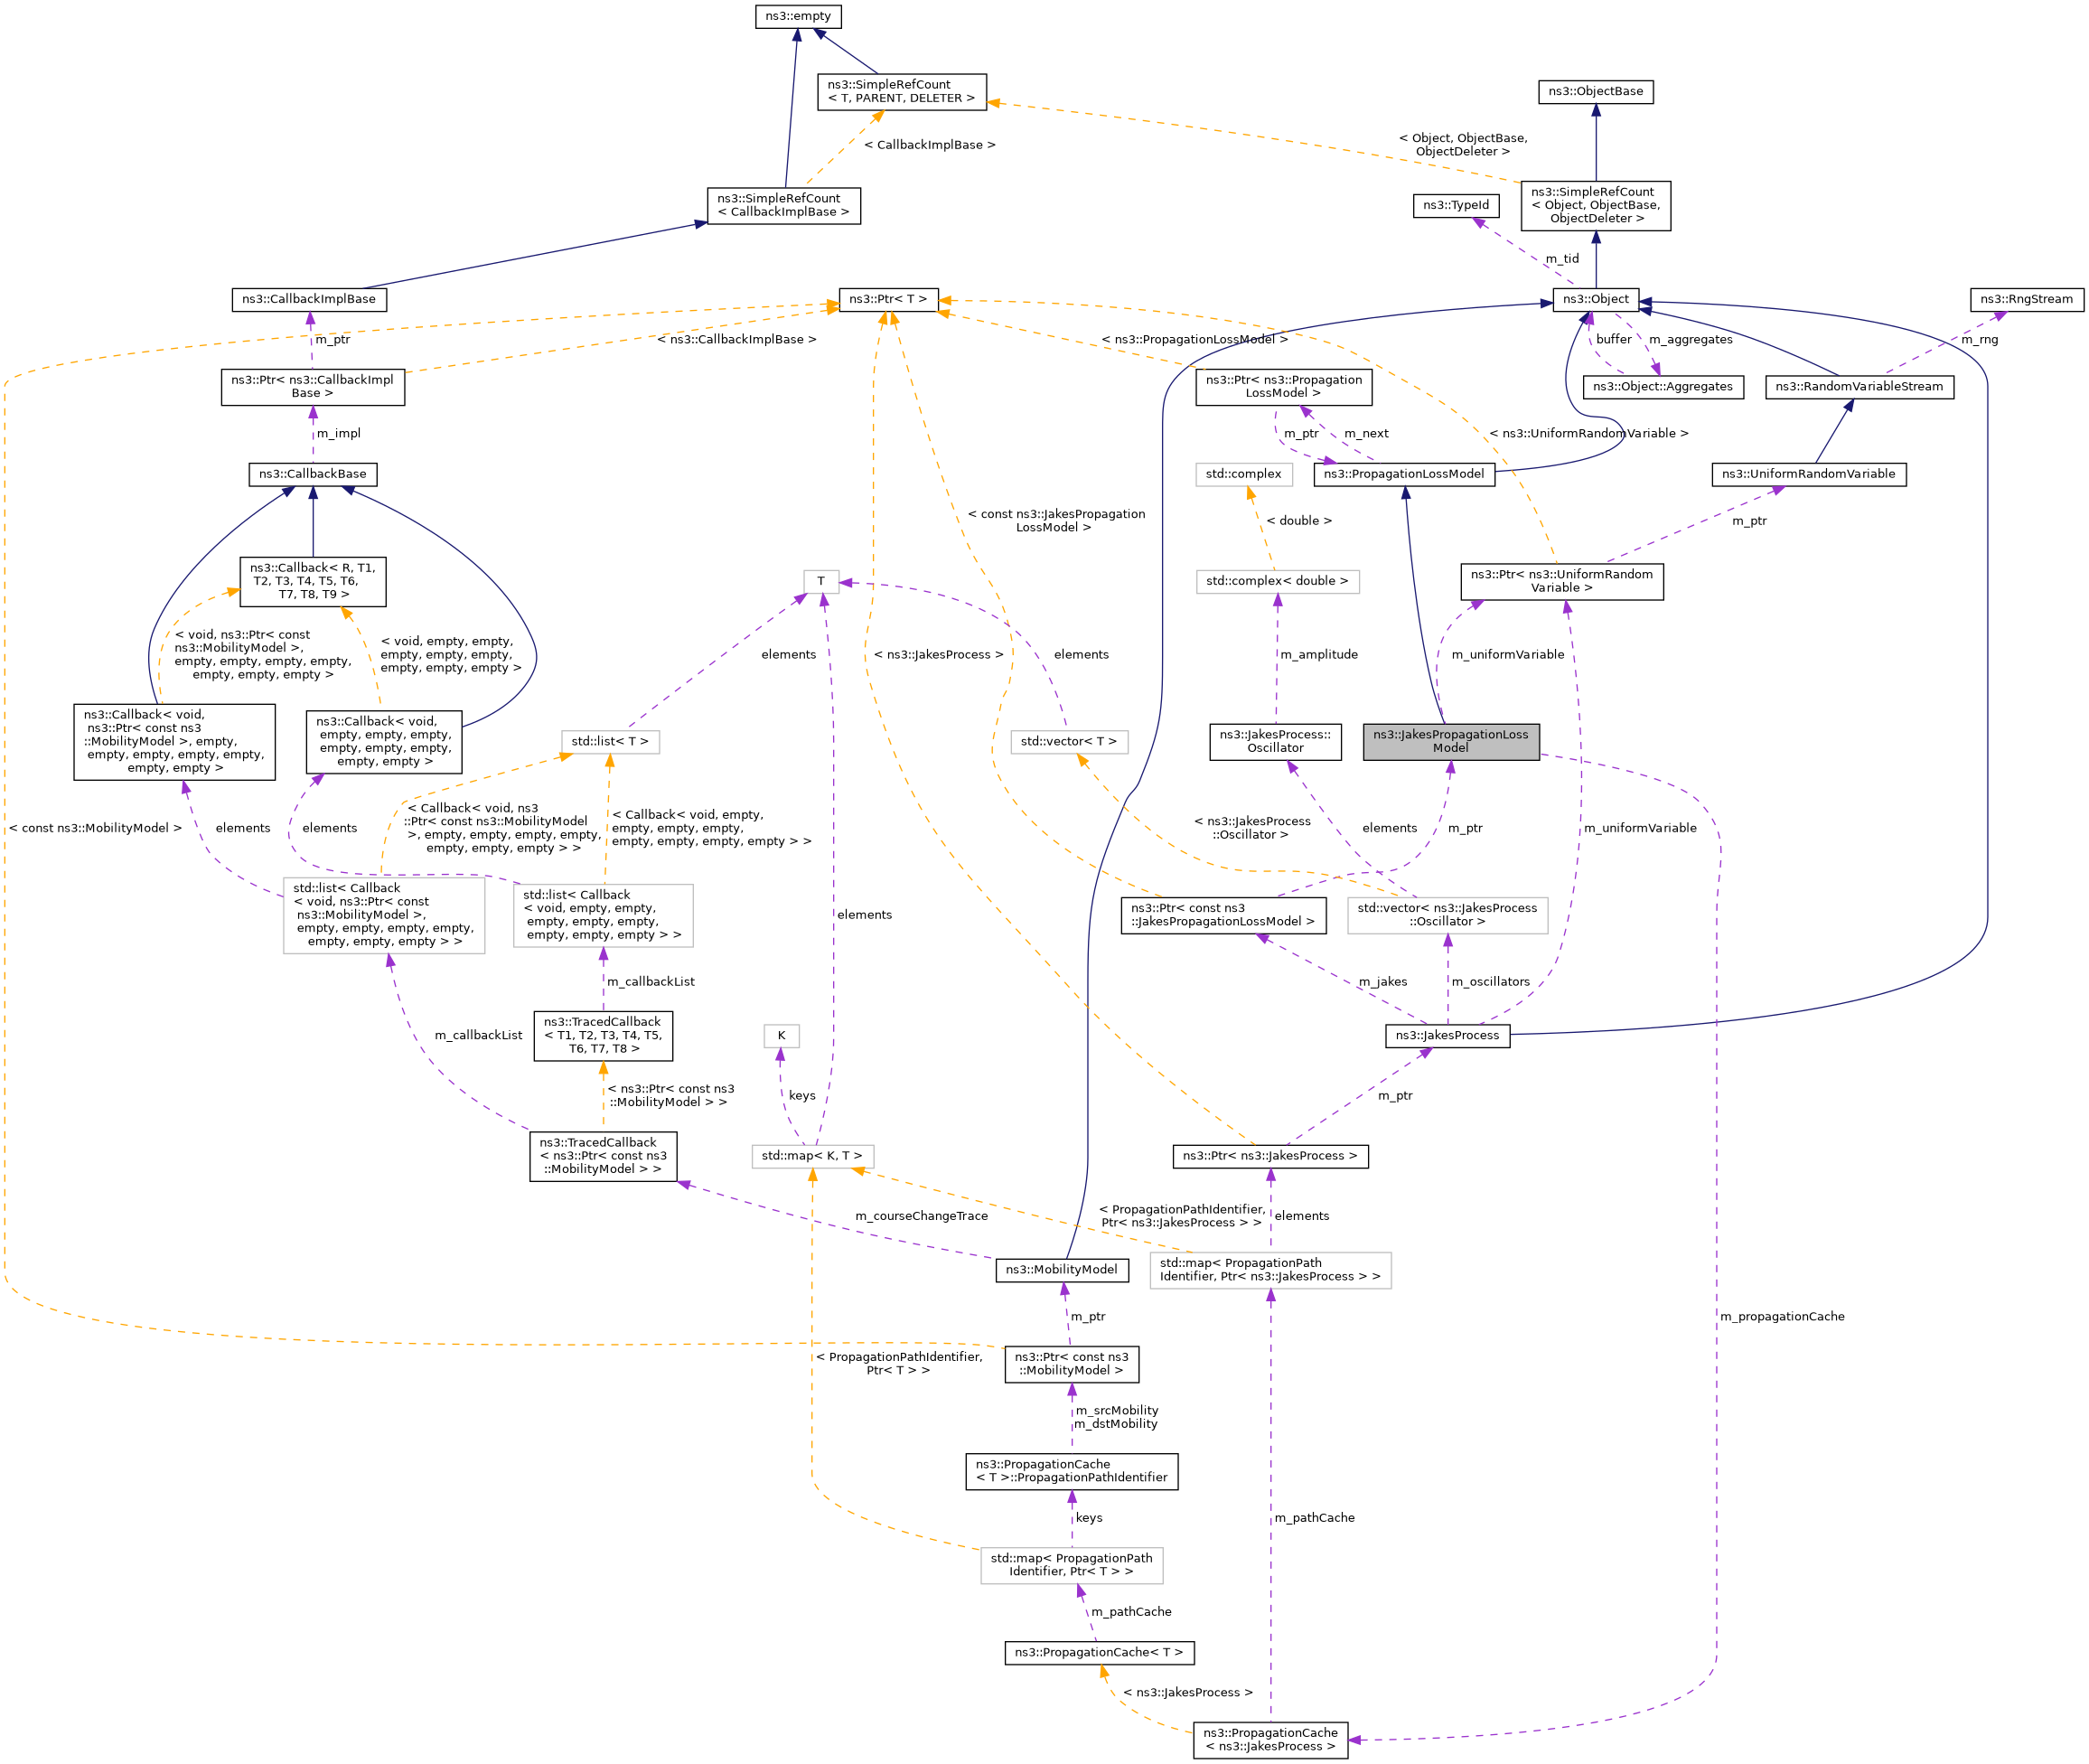 ns3::empty
ns3::SimpleRefCount
< T, PARENT, DELETER >
ns3::ObjectBase
< Object, ObjectBase,
ObjectDeleter >
< CallbackImplBase >
ns3::SimpleRefCount
< CallbackImplBase >
ns3::TypeId
ns3::SimpleRefCount
< Object, ObjectBase,
ObjectDeleter >
m_tid
ns3::CallbackImplBase
ns3::Ptr< T >
ns3::Object
ns3::RngStream
m_ptr
< ns3::CallbackImplBase >
< ns3::PropagationLossModel >
buffer
m_aggregates
m_rng
ns3::Ptr< ns3::CallbackImpl
Base >
ns3::Ptr< ns3::Propagation
LossModel >
ns3::Object::Aggregates
ns3::RandomVariableStream
m_impl
m_ptr
m_next
< ns3::UniformRandomVariable >
ns3::CallbackBase
std::complex
ns3::PropagationLossModel
ns3::UniformRandomVariable
< const ns3::JakesPropagation
LossModel >
< double >
m_ptr
ns3::Callback< R, T1,
T2, T3, T4, T5, T6,
T7, T8, T9 >
T
std::complex< double >
ns3::Ptr< ns3::UniformRandom
Variable >
< void, ns3::Ptr< const
ns3::MobilityModel >,
empty, empty, empty, empty,
empty, empty, empty >
< void, empty, empty,
empty, empty, empty,
empty, empty, empty >
elements
< ns3::JakesProcess >
elements
m_amplitude
m_uniformVariable
ns3::Callback< void,
ns3::Ptr< const ns3
::MobilityModel >, empty,
empty, empty, empty, empty,
empty, empty >
ns3::Callback< void,
empty, empty, empty,
empty, empty, empty,
empty, empty >
std::list< T >
std::vector< T >
ns3::JakesProcess::
Oscillator
ns3::JakesPropagationLoss
Model
< const ns3::MobilityModel >
elements
elements
< Callback< void, ns3
::Ptr< const ns3::MobilityModel
>, empty, empty, empty, empty,
empty, empty, empty > >
< Callback< void, empty,
empty, empty, empty,
empty, empty, empty, empty > >
< ns3::JakesProcess
::Oscillator >
elements
m_ptr
m_uniformVariable
std::list< Callback
< void, ns3::Ptr< const
ns3::MobilityModel >,
empty, empty, empty, empty,
empty, empty, empty > >
std::list< Callback
< void, empty, empty,
empty, empty, empty,
empty, empty, empty > >
elements
ns3::Ptr< const ns3
::JakesPropagationLossModel >
std::vector< ns3::JakesProcess
::Oscillator >
m_callbackList
m_jakes
m_oscillators
m_callbackList
ns3::TracedCallback
< T1, T2, T3, T4, T5,
T6, T7, T8 >
K
ns3::JakesProcess
< ns3::Ptr< const ns3
::MobilityModel > >
keys
m_ptr
ns3::TracedCallback
< ns3::Ptr< const ns3
::MobilityModel > >
std::map< K, T >
ns3::Ptr< ns3::JakesProcess >
m_courseChangeTrace
< PropagationPathIdentifier,
Ptr< ns3::JakesProcess > >
elements
ns3::MobilityModel
std::map< PropagationPath
Identifier, Ptr< ns3::JakesProcess > >
m_ptr
m_propagationCache
< PropagationPathIdentifier,
Ptr< T > >
ns3::Ptr< const ns3
::MobilityModel >
m_srcMobility
m_dstMobility
ns3::PropagationCache
< T >::PropagationPathIdentifier
keys
m_pathCache
std::map< PropagationPath
Identifier, Ptr< T > >
m_pathCache
ns3::PropagationCache< T >
< ns3::JakesProcess >
ns3::PropagationCache
< ns3::JakesProcess >